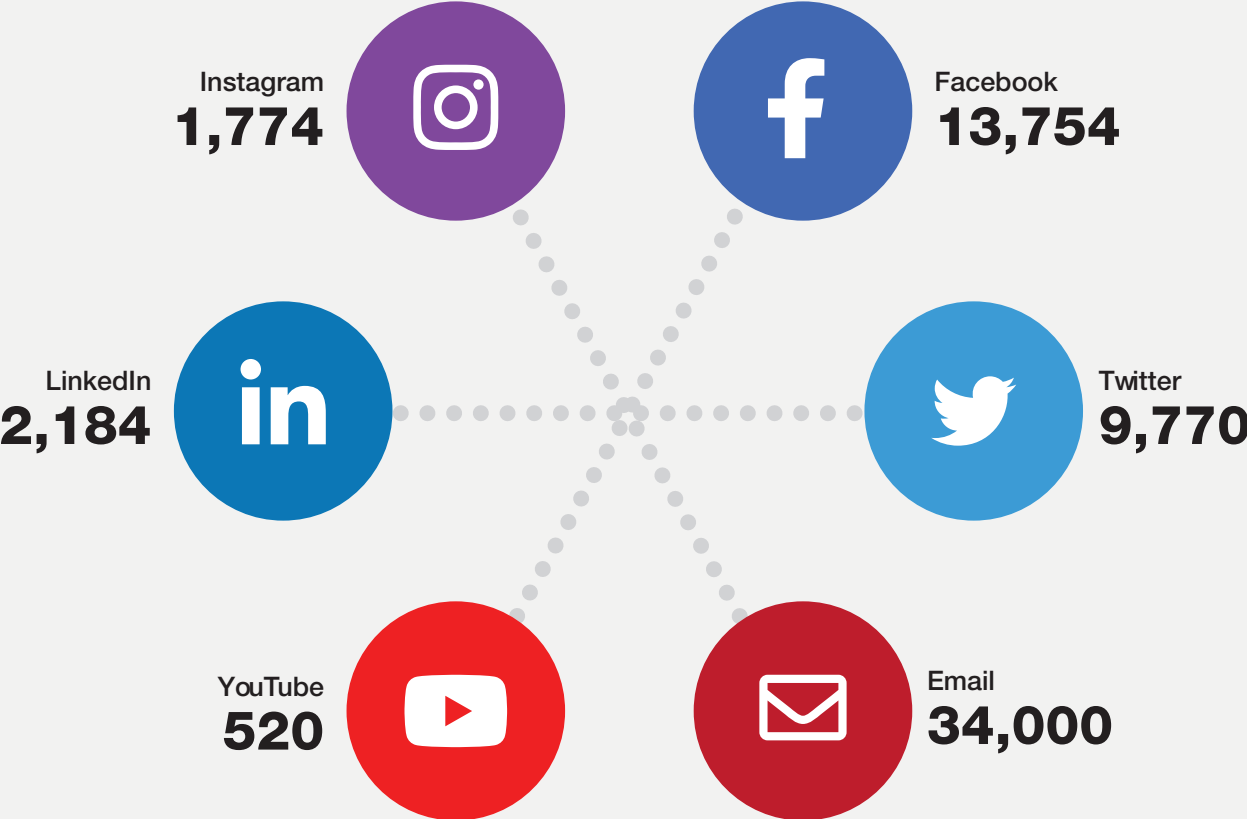 Instagram
1,774
Facebook
13,754
LinkedIn
2,184
Twitter
9,770
YouTube
520
Email
34,000